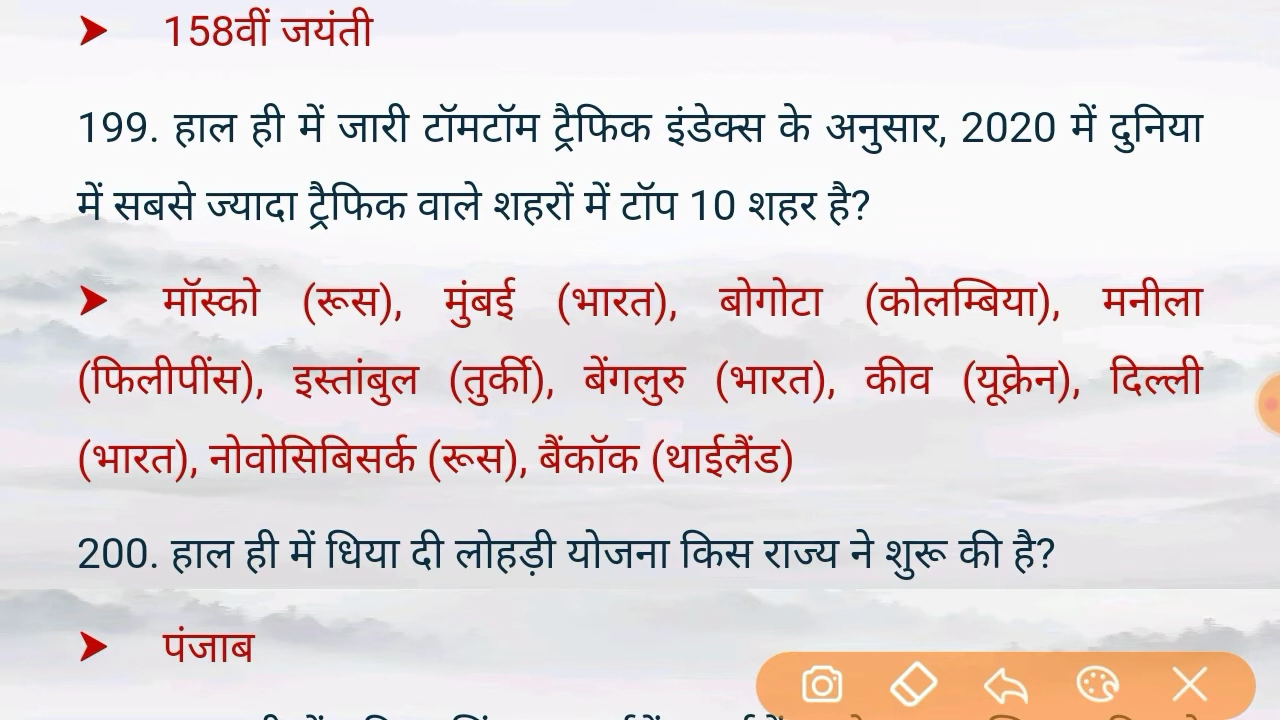 ➤ 158वीं जयंती
199. हाल ही में जारी टॉमटॉम ट्रैफिक इंडेक्स के अनुसार, 2020 में दुनिया
में सबसे ज्यादा ट्रैफिक वाले शहरों में टॉप 10 शहर है?
➤ मॉस्को (रूस), मुंबई (भारत), बोगोटा (कोलम्बिया), मनीला
(फिलीपींस), इस्तांबुल (तुर्की), बेंगलुरु (भारत), कीव (यूक्रेन), दिल्ली
(भारत), नोवोसिबिसर्क (रूस), बैंकॉक (थाईलैंड)
200. हाल ही में धिया दी लोहड़ी योजना किस राज्य ने शुरू की है?
➤ पंजाब